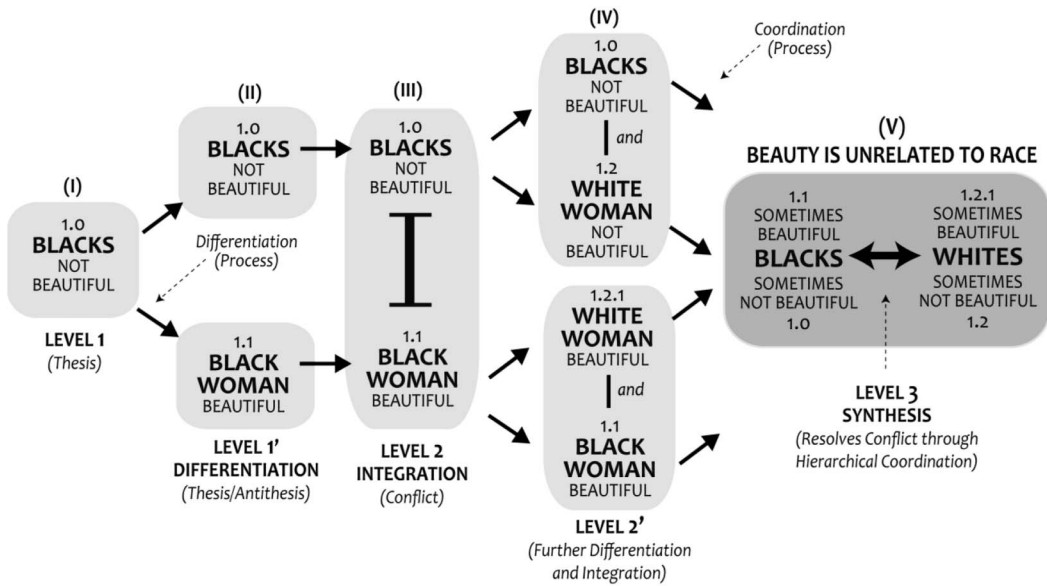 (I)
1.0
BLACKS
NOT
BEAUTIFUL
LEVEL 1
(Thesis)
(II)
1.0
BLACKS
NOT
BEAUTIFUL
Differentiation
(Process)
1.1
BLACK
WOMAN
BEAUTIFUL
LEVEL 1'
DIFFERENTIATION
(Thesis/Antithesis)
(III)
1.0
BLACKS
NOT
BEAUTIFUL
1.1
BLACK
WOMAN
BEAUTIFUL
LEVEL 2
INTEGRATION
(Conflict)
(IV)
1.0
BLACKS
NOT
BEAUTIFUL
and
1.2
WHITE
WOMAN
NOT
BEAUTIFUL
1.2.1
WHITE
WOMAN
BEAUTIFUL
and
1.1
BLACK
WOMAN
BEAUTIFUL
LEVEL 2'
(Further Differentiation
and Integration)
Coordination
(Process)
(V)
BEAUTY IS UNRELATED TO RACE
1.1
SOMETIMES
BEAUTIFUL
BLACKS
SOMETIMES
NOT BEAUTIFUL
1.0
1.2.1
SOMETIMES
BEAUTIFUL
WHITES
SOMETIMES
NOT BEAUTIFUL
1.2
LEVEL 3
SYNTHESIS
(Resolves Conflict through
Hierarchical Coordination)